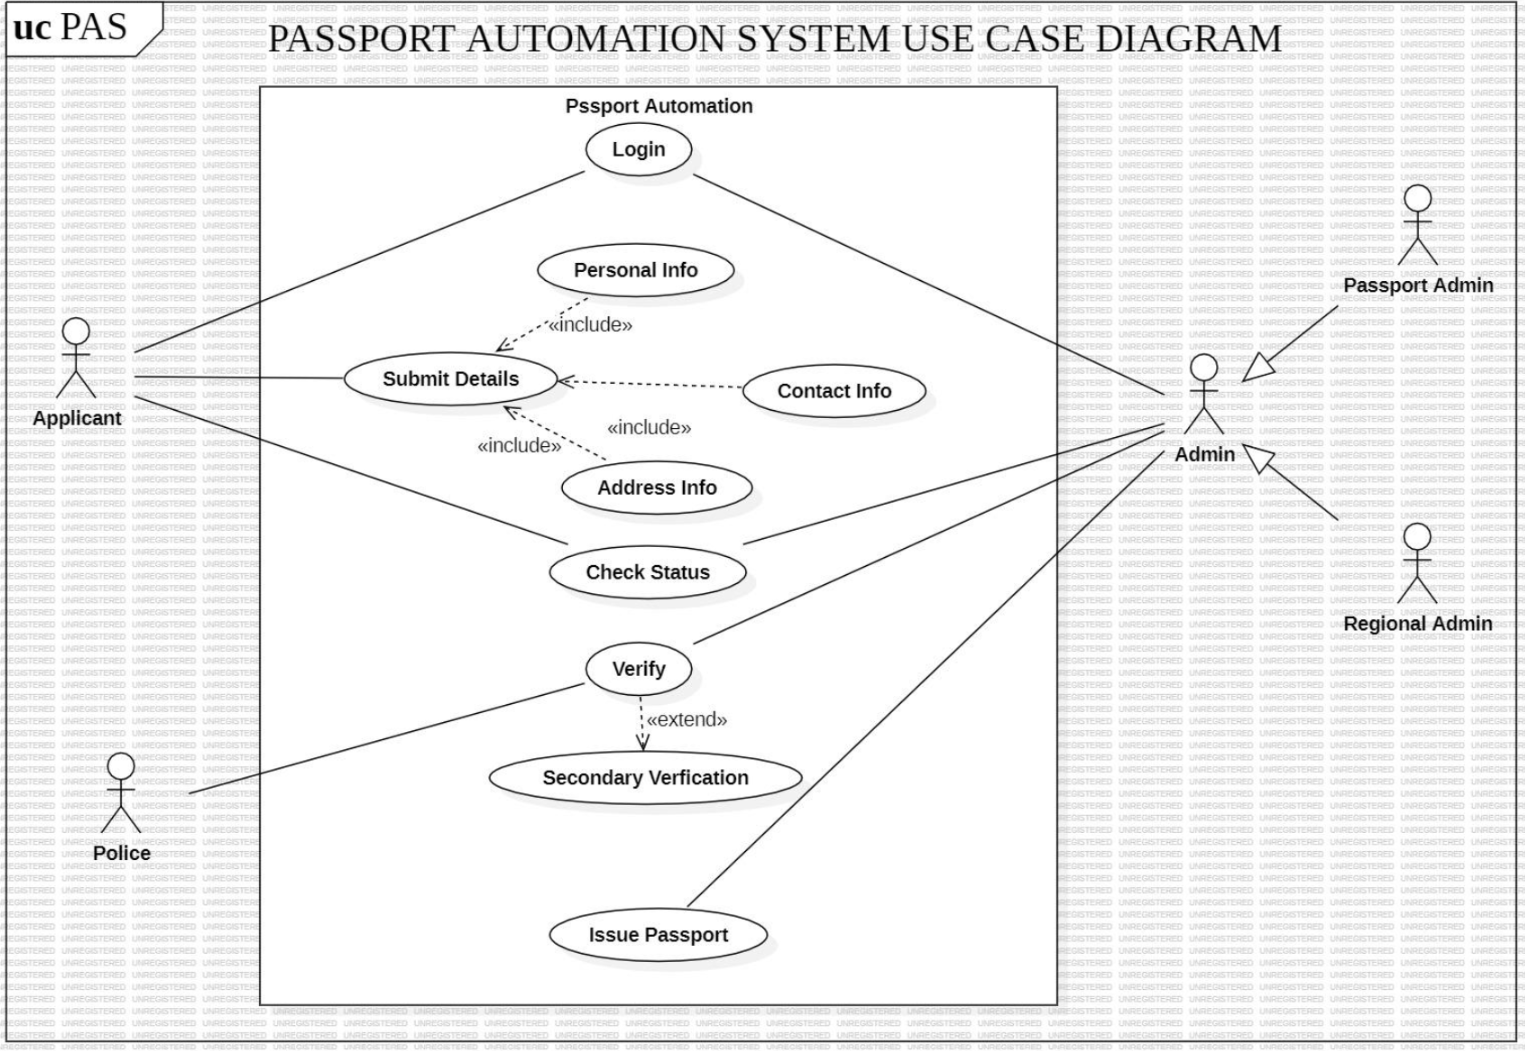 uc PAS
PASSPORT AUTOMATION SYSTEM USE CASE DIAGRAM
Pssport Automation
Login
Personal Info
Passport Admin
«include»
Submit Details
Contact Info
Applicant
«include»
«include»
Admin
Address Info
Check Status
Regional Admin
Verify
«extend»
Secondary Verfication
Police
Issue Passport
UNREGISTERED